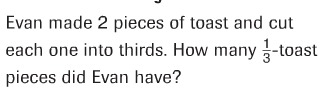 Evan made 2 pieces of toast and cut
each one into thirds. How many 1/3-toast
pieces did Evan have?